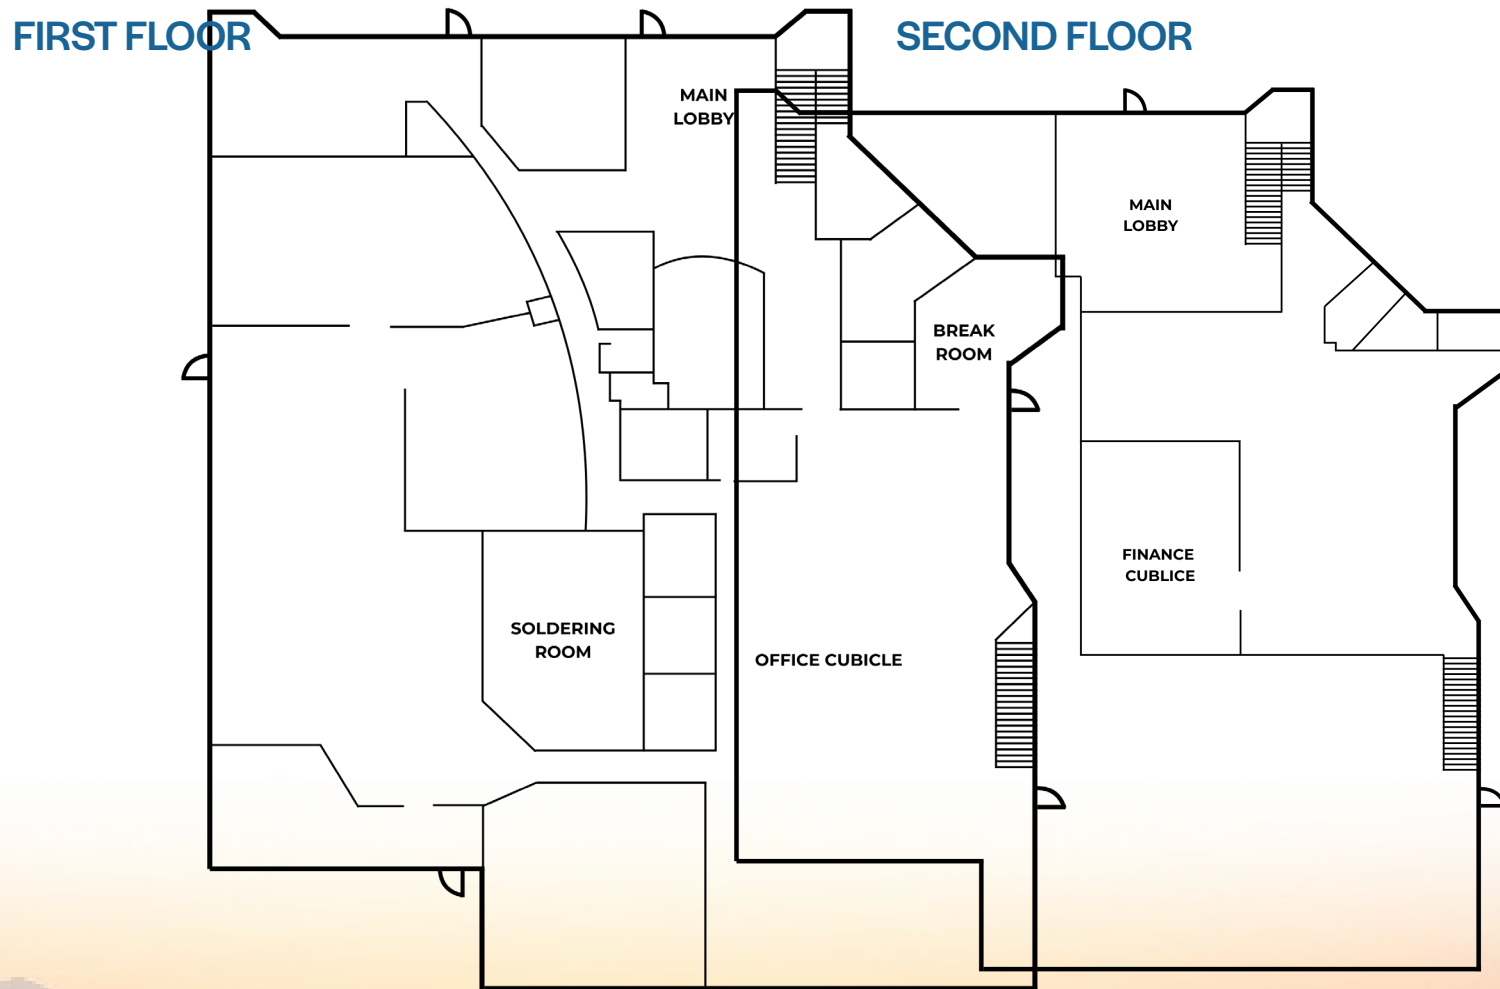 FIRST FLOOR
SECOND FLOOR
MAIN
LOBBY
MAIN
LOBBY
BREAK
ROOM
FINANCE
CUBLICE
SOLDERING
ROOM
OFFICE CUBICLE